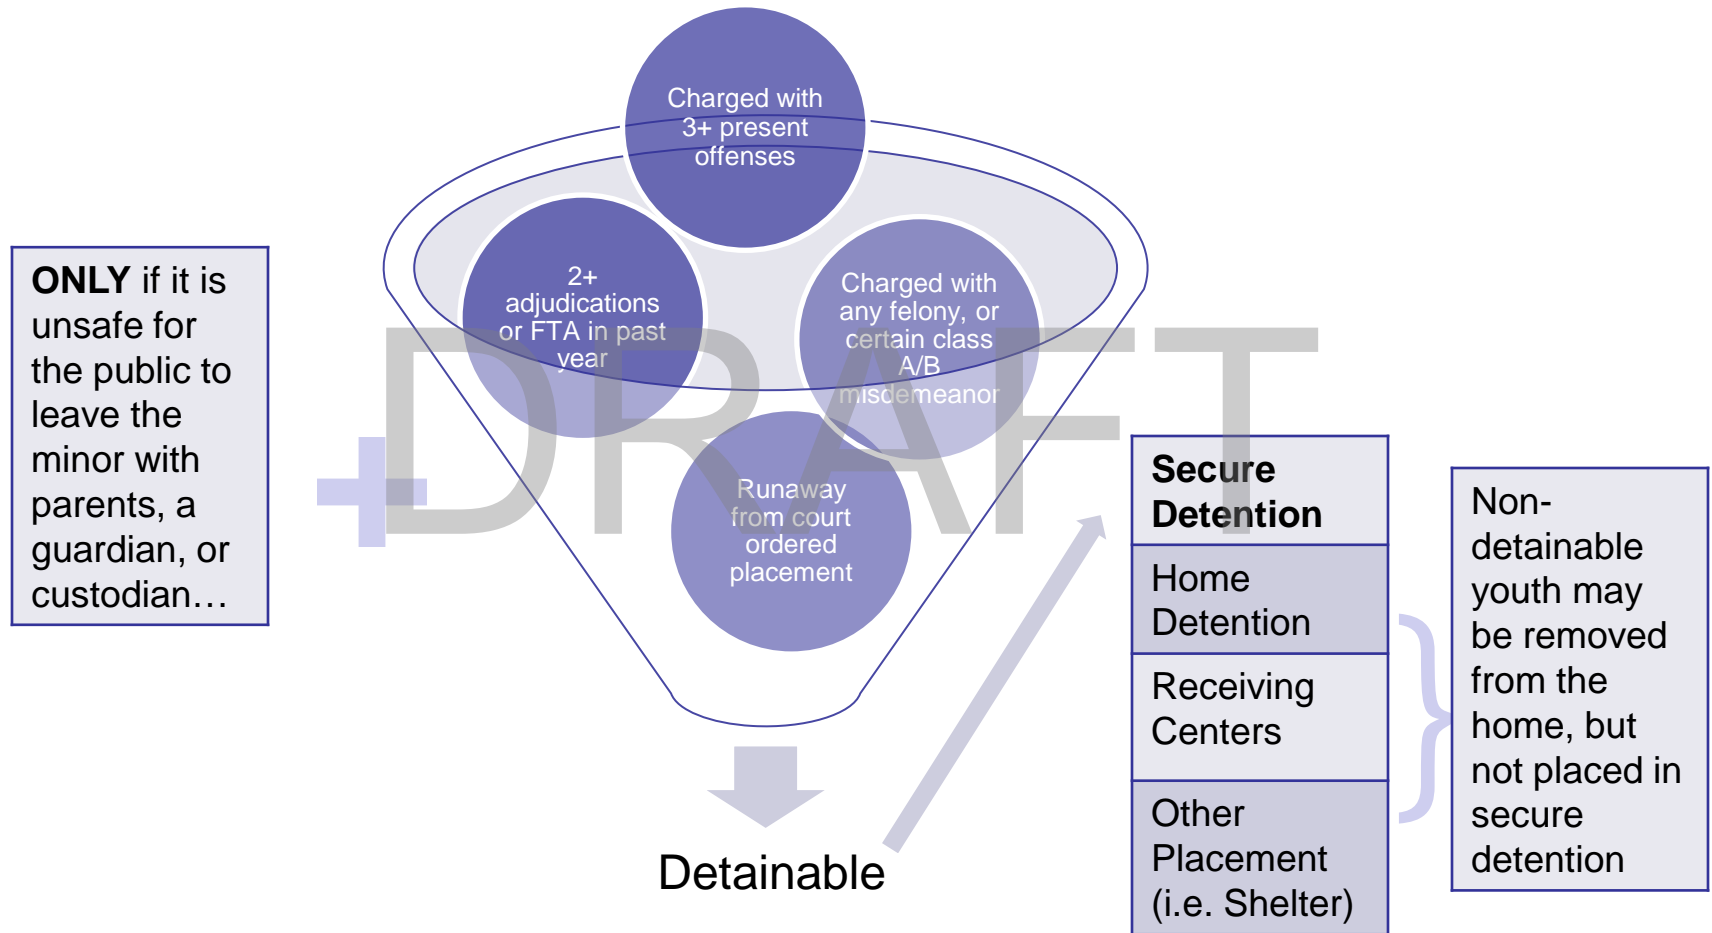 Charged with
3+ present
offenses
2+
adjudications
or FTA in past
year
Charged with
any felony, or
certain class
A/B
misdemeanor
Runaway
from court
ordered
placement
ONLY if it is
unsafe for
the public to
leave the
minor with
parents, a
guardian, or
custodian…
+
DRAFT
Detainable
Secure
Detention
Home
Detention
Receiving
Centers
Other
Placement
(i.e. Shelter)
Non-
detainable
youth may
be removed
from the
home, but
not placed in
secure
detention